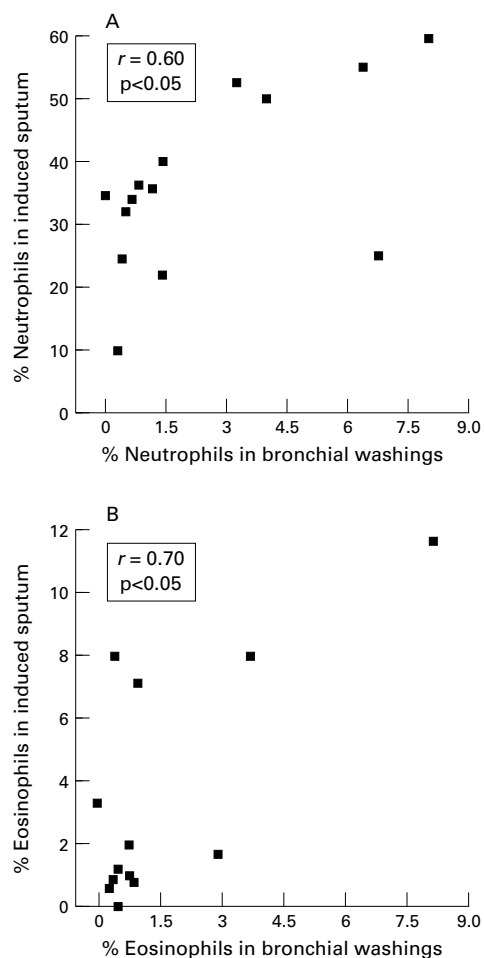 A
r = 0.60
p<0.05
60
50
40
30
20
10
0
% Neutrophils in induced sputum
0 1.5 3 4.5 6 7.5 9.0
% Neutrophils in bronchial washings
B
r = 0.70
p<0.05
12
10
8
6
4
2
0
% Eosinophils in induced sputum
0 1.5 3 4.5 6 7.5 9.0
% Eosinophils in bronchial washings